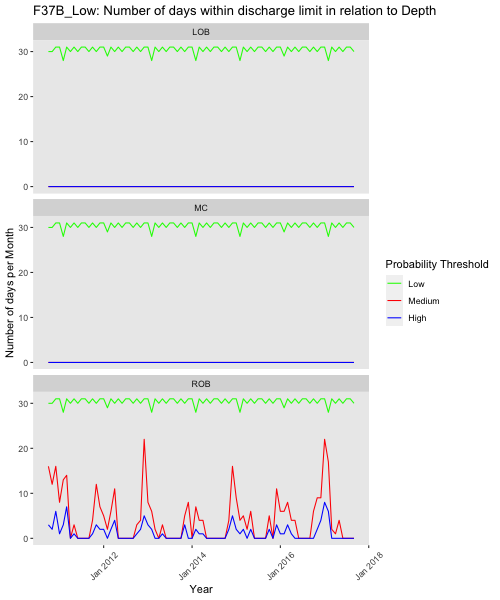 F37B_Low: Number of days within discharge limit in relation to Depth
LOB
30
20
10
0
MC
30
20
10
0
ROB
30
20
10
0
Number of days per Month
Jan 2012
Jan 2014
Jan 2016
Jan 2018
Year
Probability Threshold
Low
Medium
High